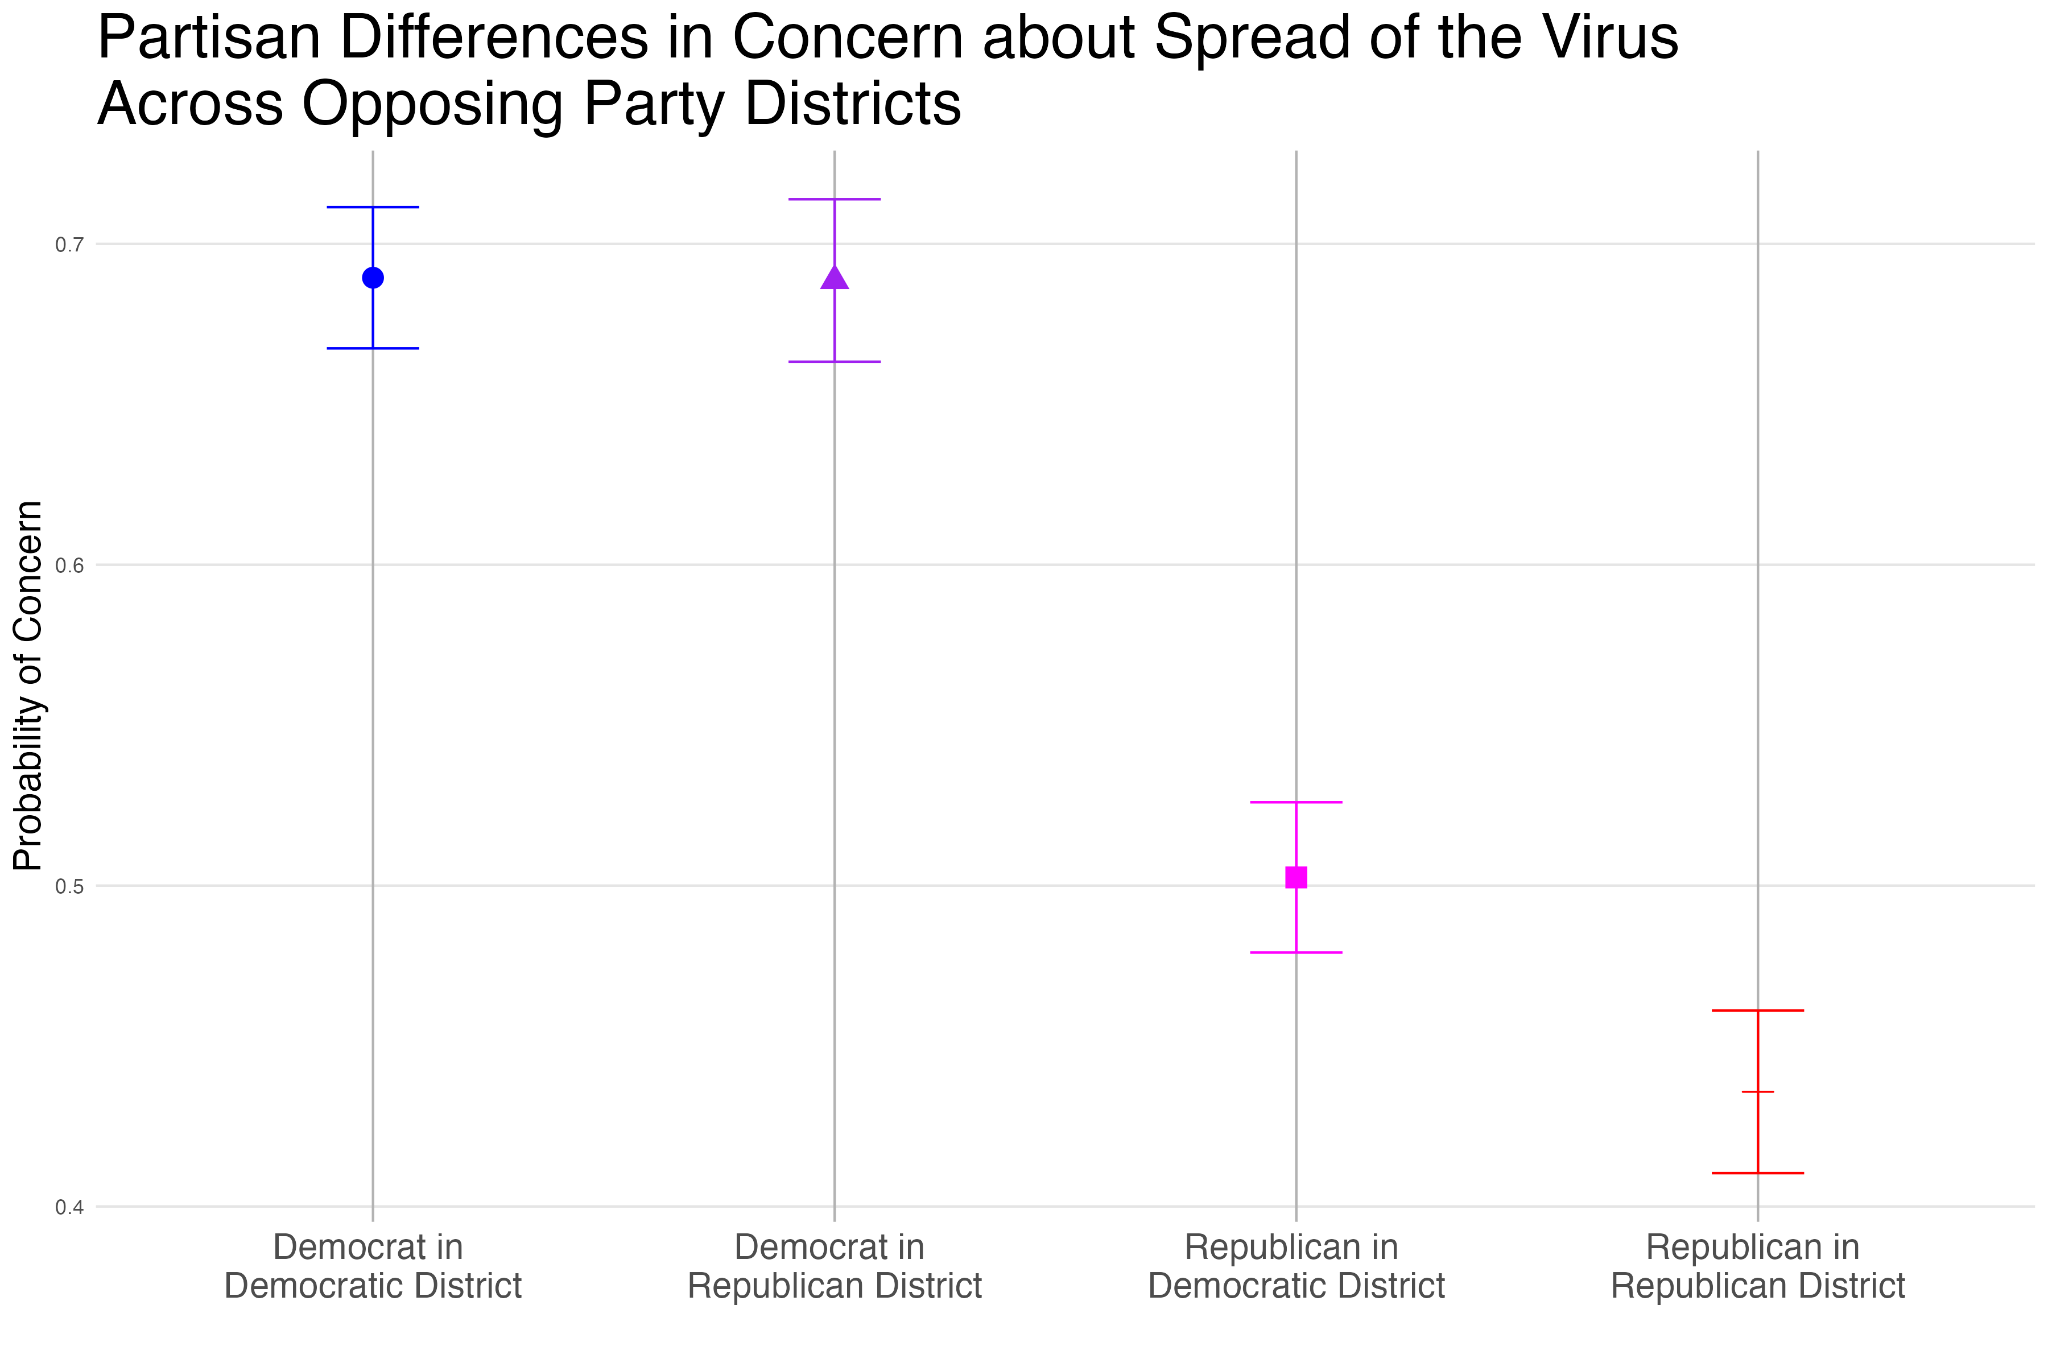 Partisan Differences in Concern about Spread of the Virus
Across Opposing Party Districts
Probability of Concern
0.7
0.6
0.5
0.4
Democrat in
Democratic District
Democrat in
Republican District
Republican in
Democratic District
Republican in
Republican District